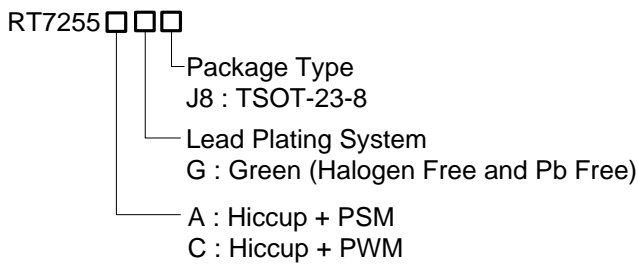 RT7255□□□
Package Type
J8 : TSOT-23-8
Lead Plating System
G : Green (Halogen Free and Pb Free)
A : Hiccup + PSM
C : Hiccup + PWM